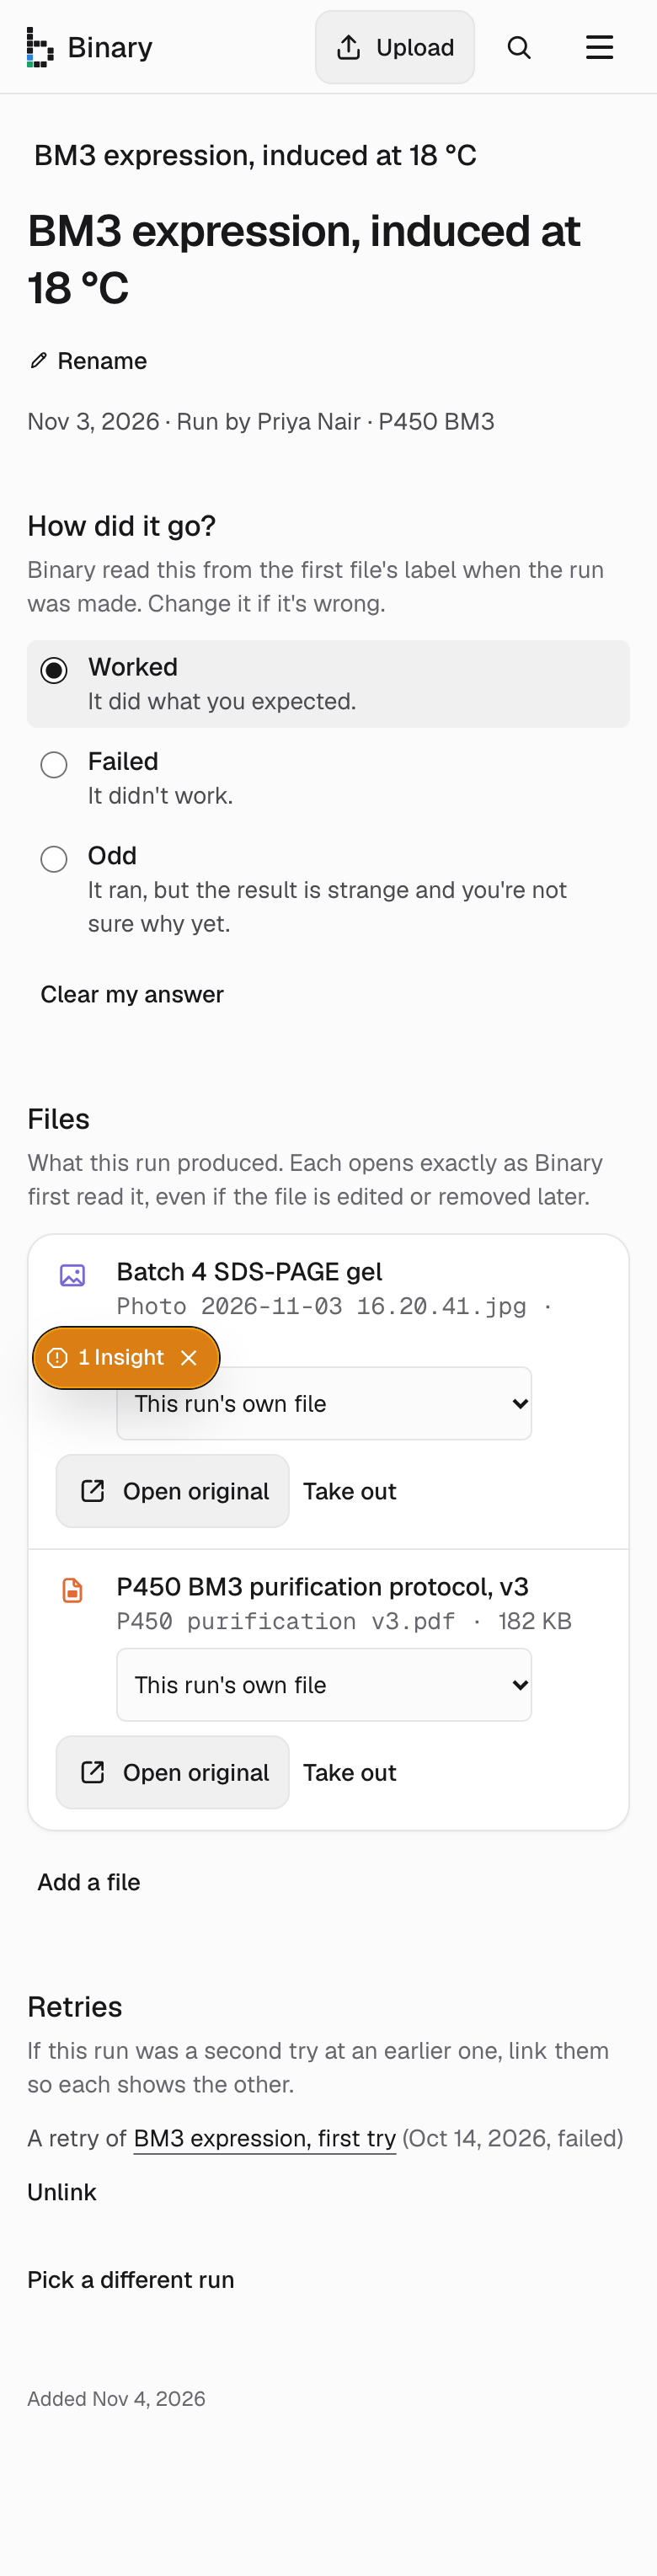 Binary
Upload
BM3 expression, induced at 18 °C
BM3 expression, induced at
18 °C
Rename
Nov 3, 2026 · Run by Priya Nair · P450 BM3
How did it go?
Binary read this from the first file's label when the run
was made. Change it if it's wrong.
Worked
It did what you expected.
Failed
It didn't work.
Odd
It ran, but the result is strange and you're not
sure why yet.
Clear my answer
Files
What this run produced. Each opens exactly as Binary
first read it, even if the file is edited or removed later.
Batch 4 SDS-PAGE gel
Photo 2026-11-03 16.20.41.jpg ·
1 Insight
This run's own file
Open original
Take out
P450 BM3 purification protocol, v3
P450 purification v3.pdf · 182 KB
This run's own file
Open original
Take out
Add a file
Retries
If this run was a second try at an earlier one, link them
so each shows the other.
A retry of BM3 expression, first try (Oct 14, 2026, failed)
Unlink
Pick a different run
Added Nov 4, 2026